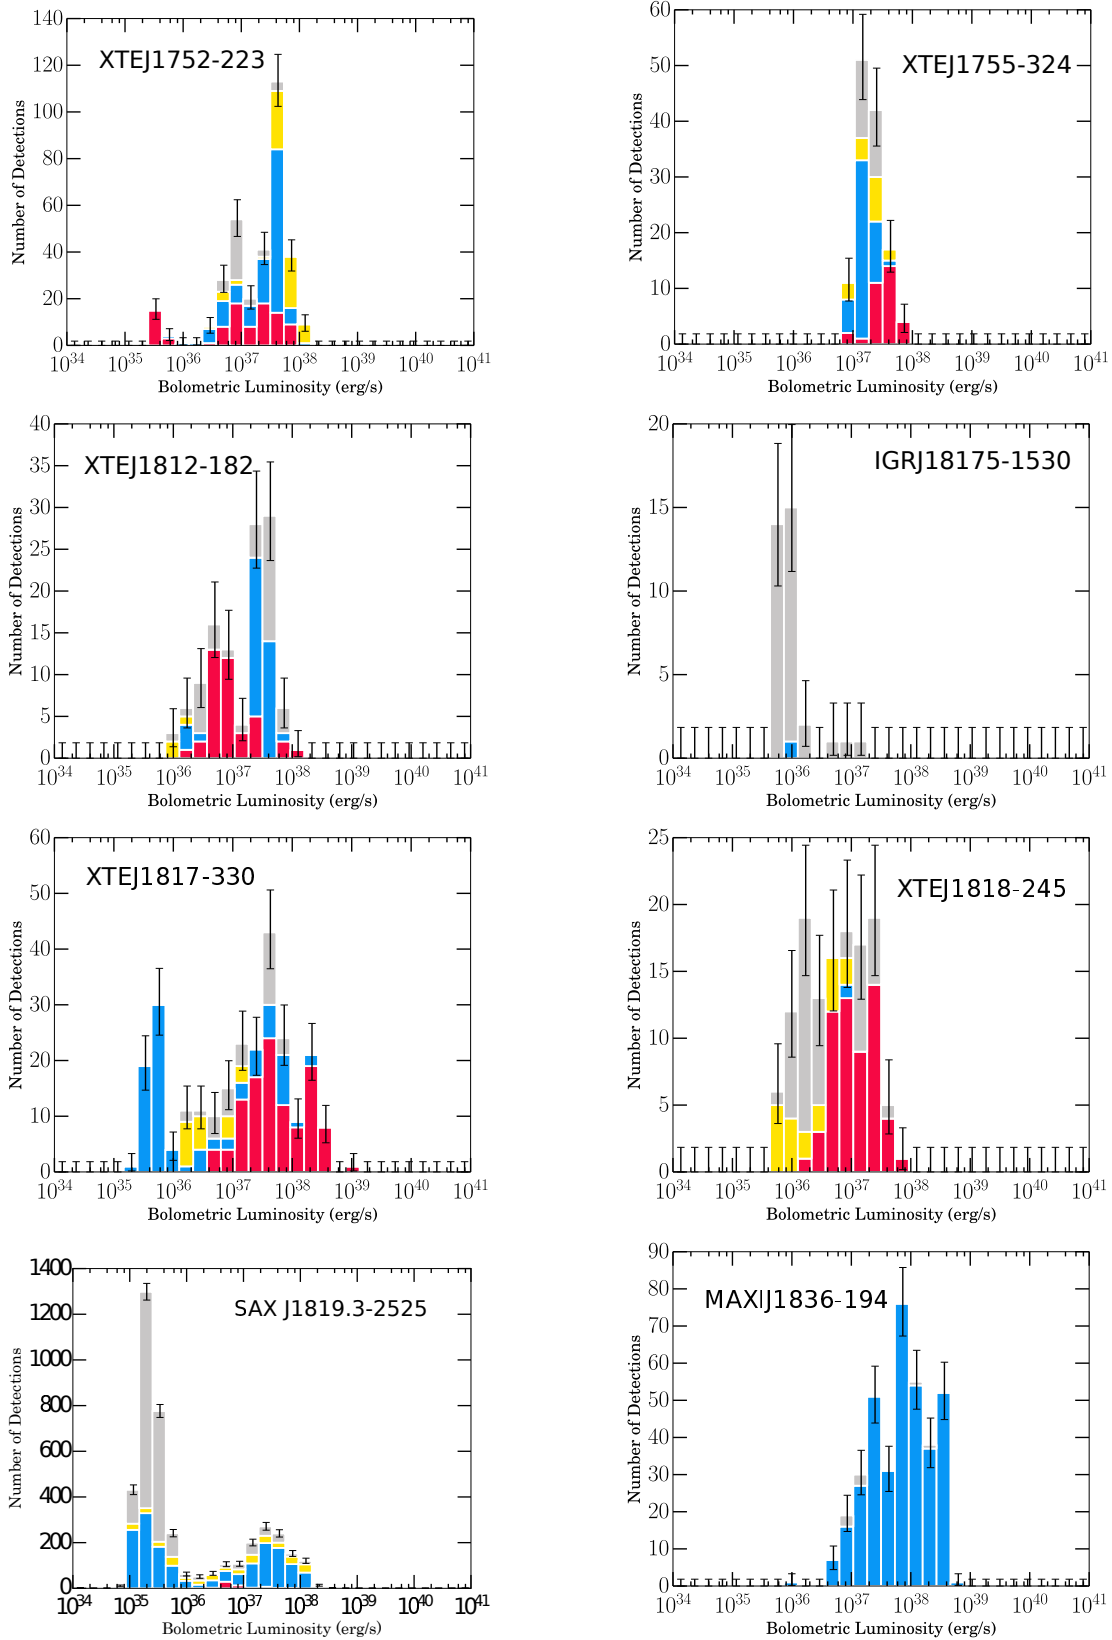 XTEJ1752-223
140
120
100
80
60
40
20
0
Number of Detections
10^34 10^35 10^36 10^37 10^38 10^39 10^40 10^41
Bolometric Luminosity (erg/s)
XTEJ1755-324
60
50
40
30
20
10
0
Number of Detections
10^34 10^35 10^36 10^37 10^38 10^39 10^40 10^41
Bolometric Luminosity (erg/s)
XTEJ1812-182
40
35
30
25
20
15
10
5
0
Number of Detections
10^34 10^35 10^36 10^37 10^38 10^39 10^40 10^41
Bolometric Luminosity (erg/s)
IGRJ18175-1530
20
15
10
5
0
Number of Detections
10^34 10^35 10^36 10^37 10^38 10^39 10^40 10^41
Bolometric Luminosity (erg/s)
XTEJ1817-330
60
50
40
30
20
10
0
Number of Detections
10^34 10^35 10^36 10^37 10^38 10^39 10^40 10^41
Bolometric Luminosity (erg/s)
XTEJ1818-245
25
20
15
10
5
0
Number of Detections
10^34 10^35 10^36 10^37 10^38 10^39 10^40 10^41
Bolometric Luminosity (erg/s)
SAX J1819.3-2525
1400
1200
1000
800
600
400
200
0
Number of Detections
10^34 10^35 10^36 10^37 10^38 10^39 10^40 10^41
Bolometric Luminosity (erg/s)
MAXIJ1836-194
90
80
70
60
50
40
30
20
10
0
Number of Detections
10^34 10^35 10^36 10^37 10^38 10^39 10^40 10^41
Bolometric Luminosity (erg/s)